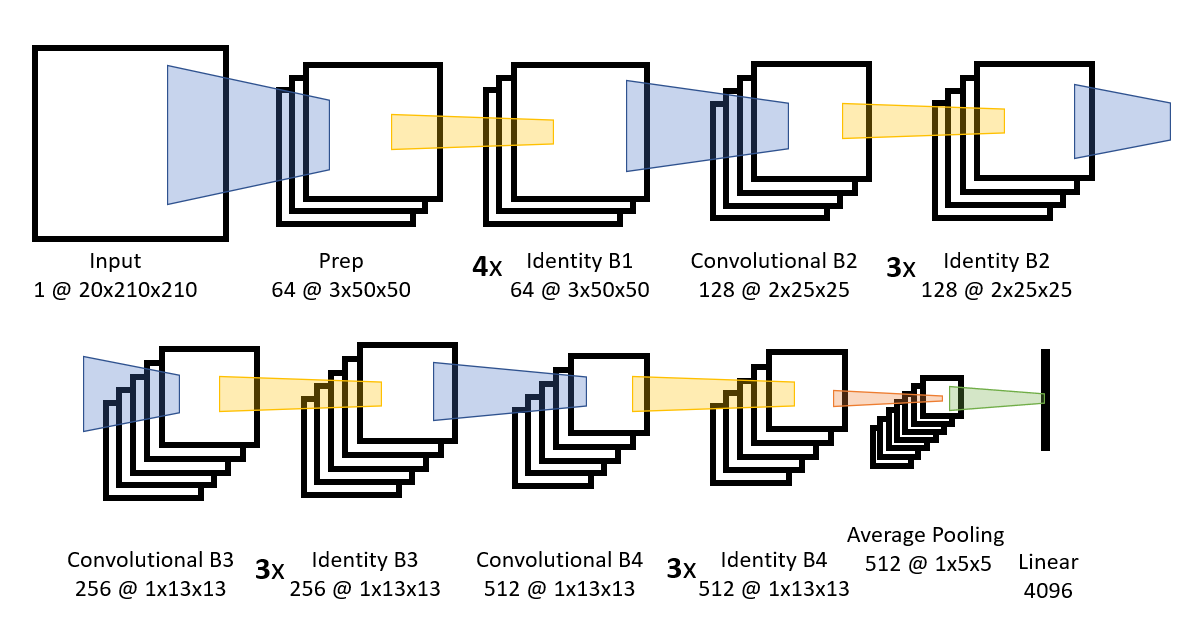 Input
1 @ 20x210x210
Prep
64 @ 3x50x50
4x
Identity B1
64 @ 3x50x50
Convolutional B2
128 @ 2x25x25
3x
Identity B2
128 @ 2x25x25
Convolutional B3
256 @ 1x13x13
3x
Identity B3
256 @ 1x13x13
Convolutional B4
512 @ 1x13x13
3x
Identity B4
512 @ 1x13x13
Average Pooling
512 @ 1x5x5
Linear
4096